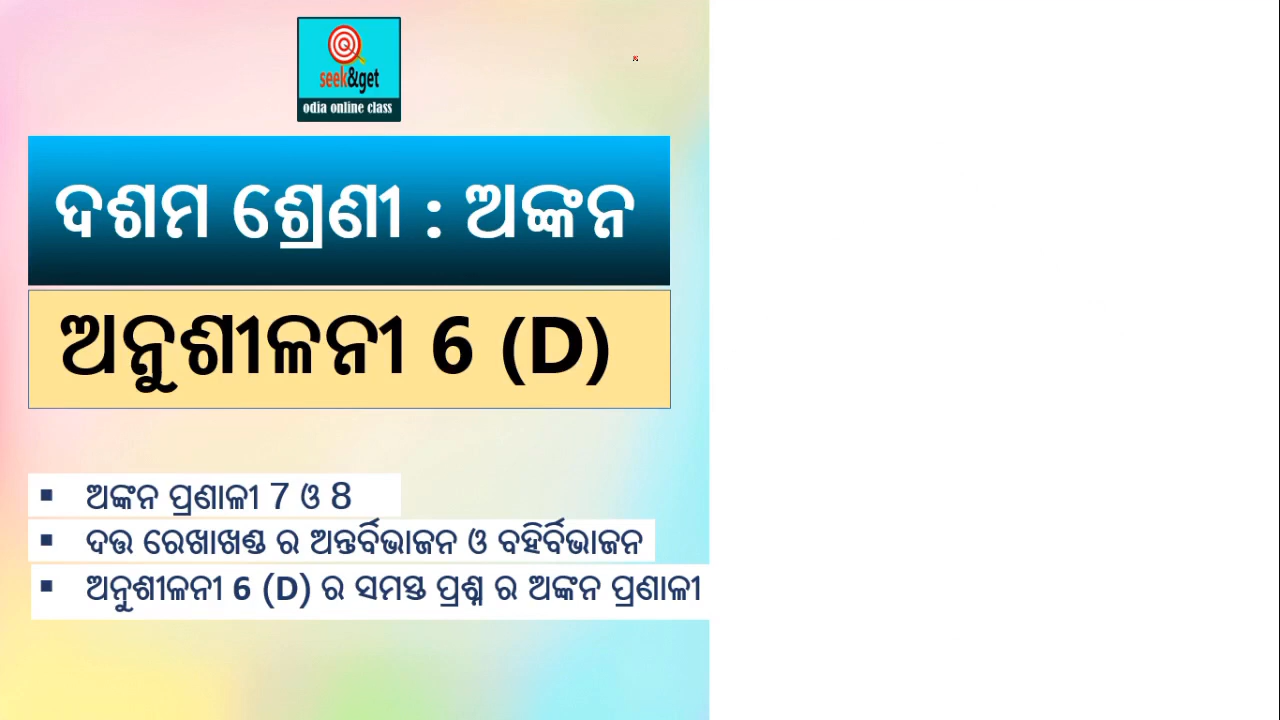 seek&get
odia online class
ଦଶମ ଶ୍ରେଣୀ : ଅଙ୍କନ
ଅନୁଶୀଳନୀ 6 (D)
▪ ଅଙ୍କନ ପ୍ରଣାଳୀ 7 ଓ 8
▪ ଦତ୍ତ ରେଖାଖଣ୍ଡ ର ଅନ୍ତର୍ବିଭାଜନ ଓ ବହିର୍ବିଭାଜନ
▪ ଅନୁଶୀଳନୀ 6 (D) ର ସମସ୍ତ ପ୍ରଶ୍ନ ର ଅଙ୍କନ ପ୍ରଣାଳୀ